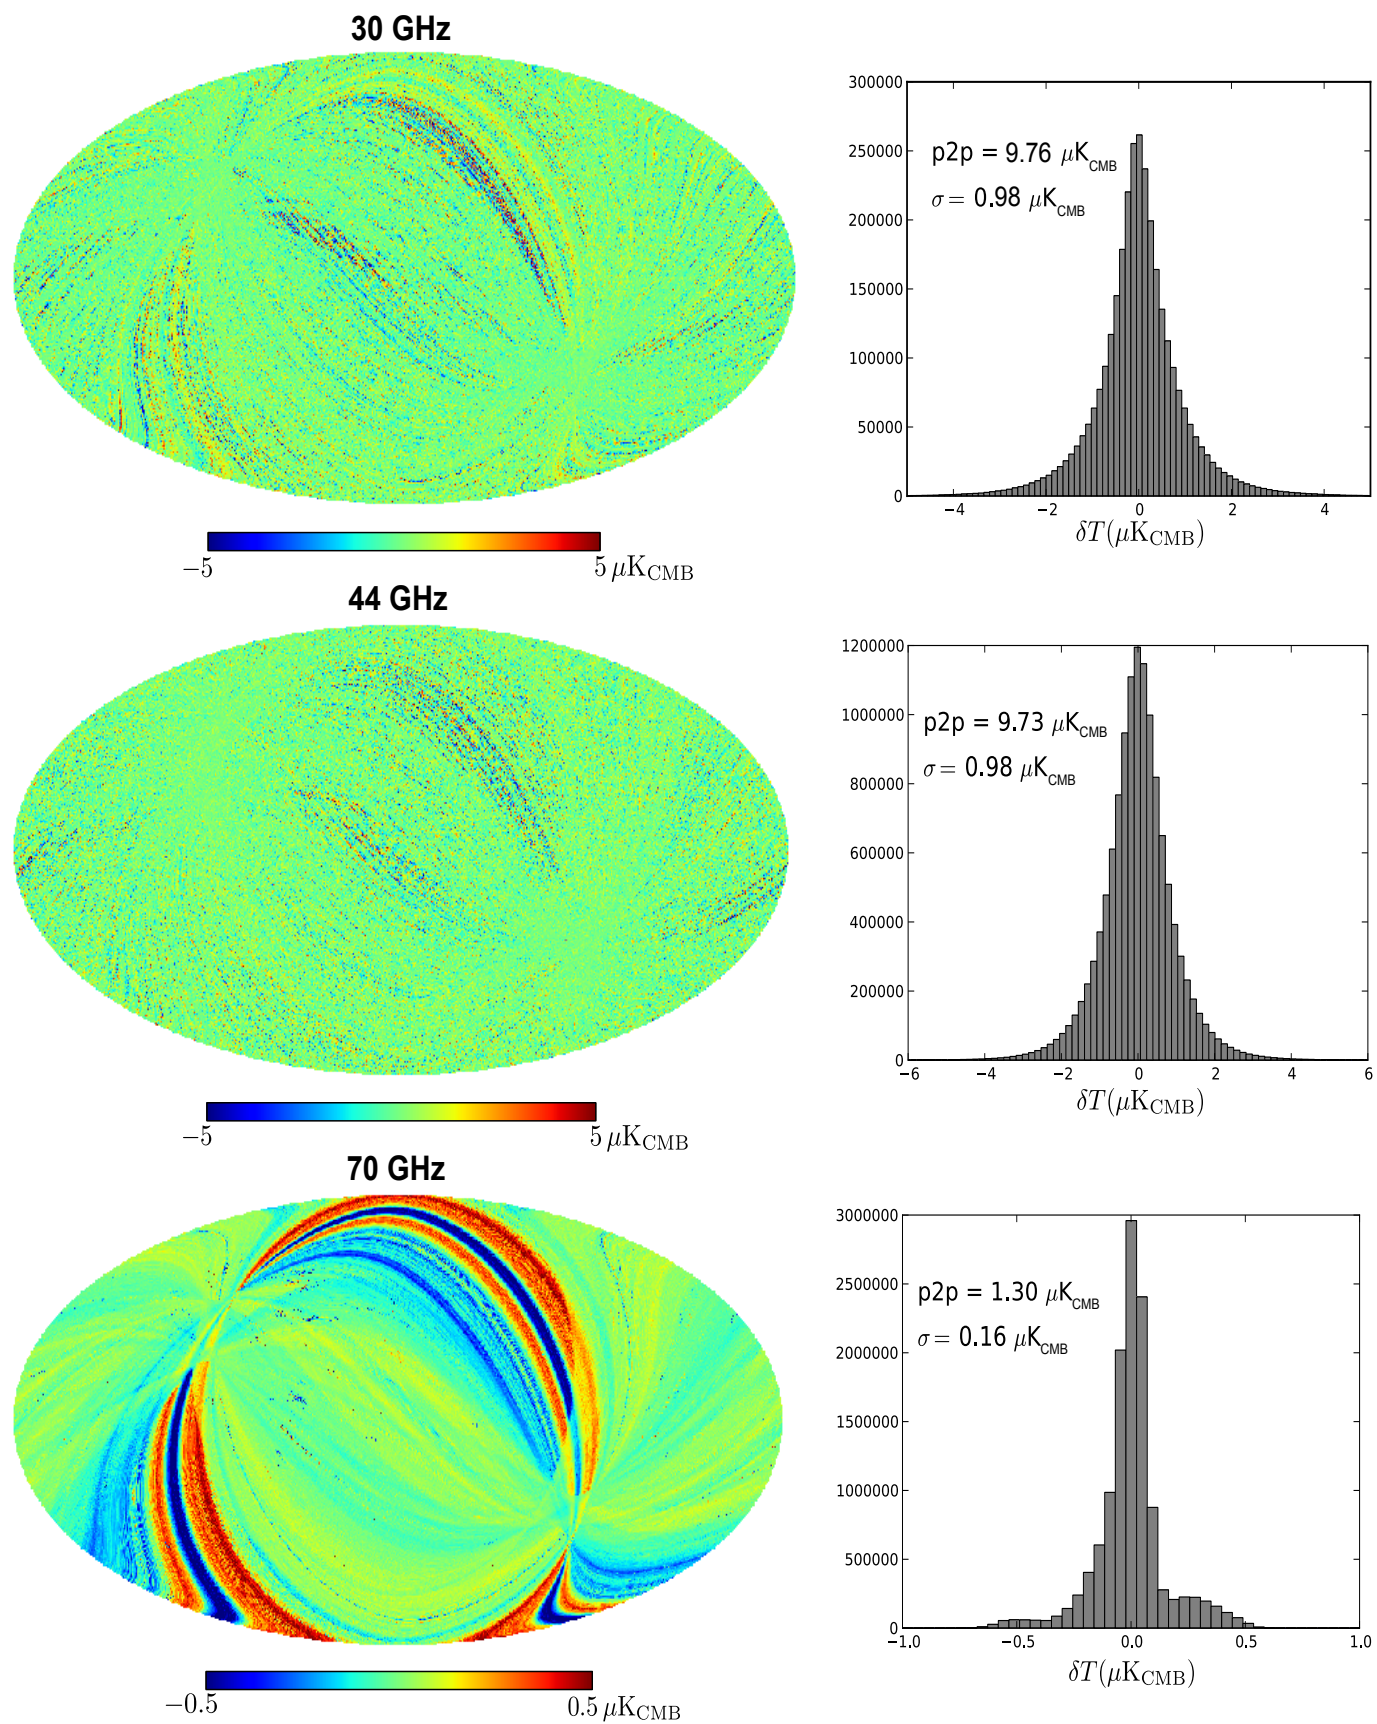 30 GHz
300000
250000
200000
150000
100000
50000
0
p2p = 9.76 μK_CMB
σ = 0.98 μK_CMB
−4 −2 0 2 4
δT(μK_CMB)
−5 5 μK_CMB
44 GHz
1200000
1000000
800000
600000
400000
200000
0
p2p = 9.73 μK_CMB
σ = 0.98 μK_CMB
−6 −4 −2 0 2 4 6
δT(μK_CMB)
−5 5 μK_CMB
70 GHz
3000000
2500000
2000000
1500000
1000000
500000
0
p2p = 1.30 μK_CMB
σ = 0.16 μK_CMB
−1.0 −0.5 0.0 0.5 1.0
δT(μK_CMB)
−0.5 0.5 μK_CMB